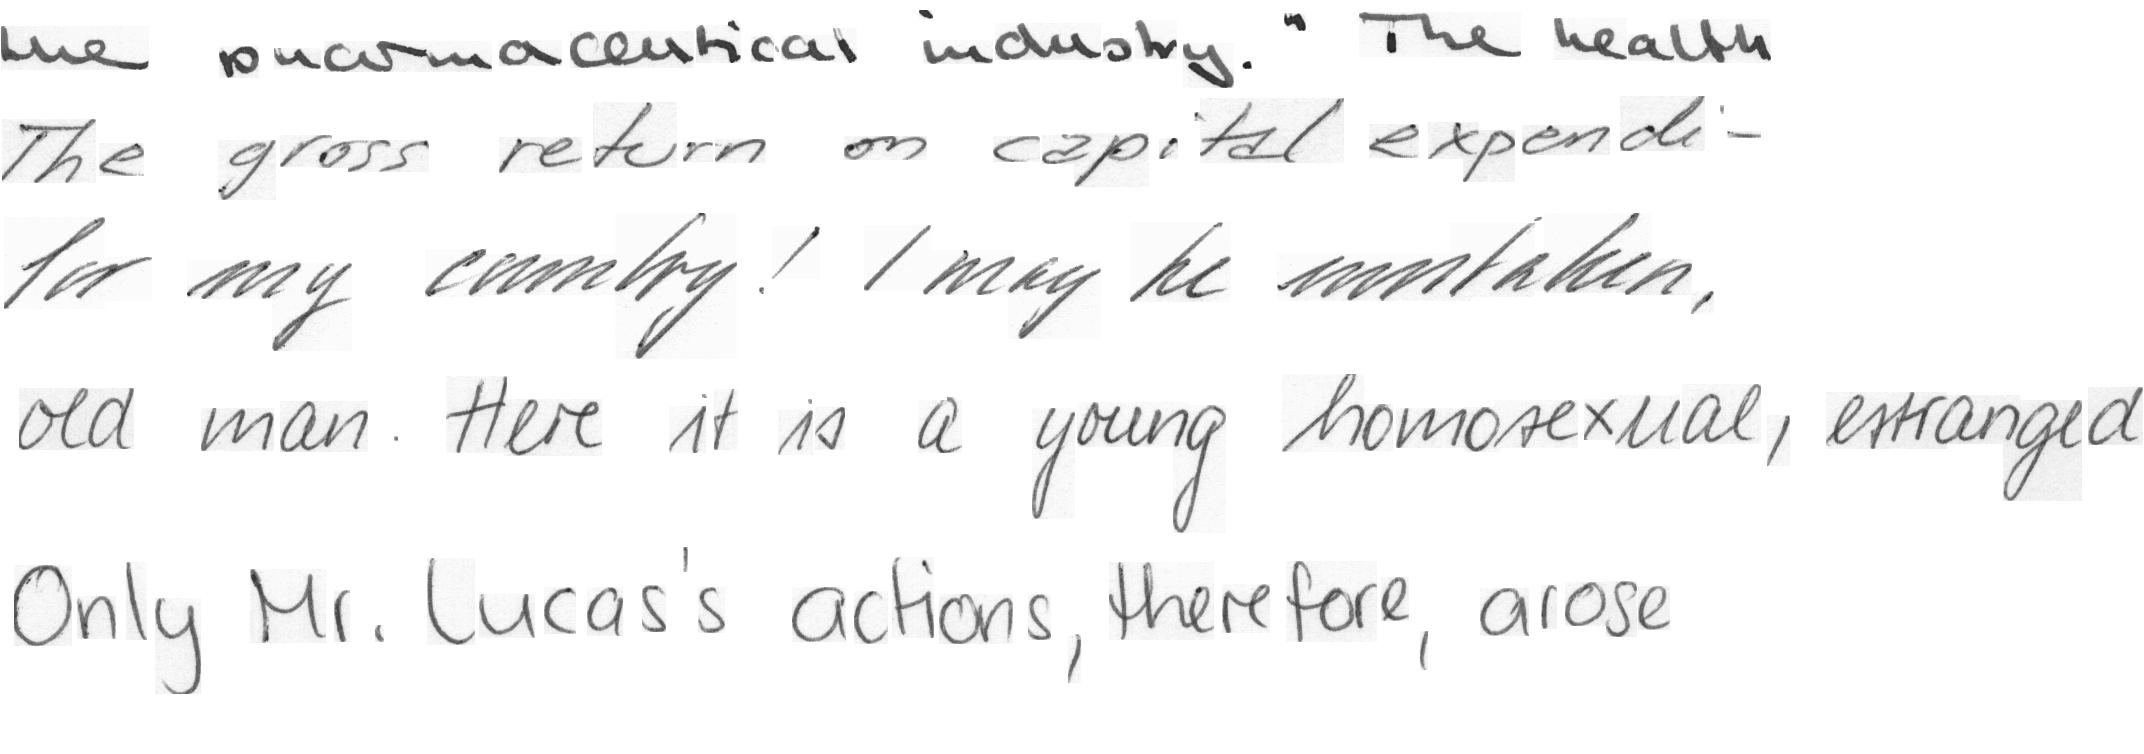 the pharmaceutical industry." The health
The gross return on capital expendi-
for my country! I may be mistaken,
old man. Here it is a young homosexual, estranged
Only Mr. Lucas's actions, therefore, arose